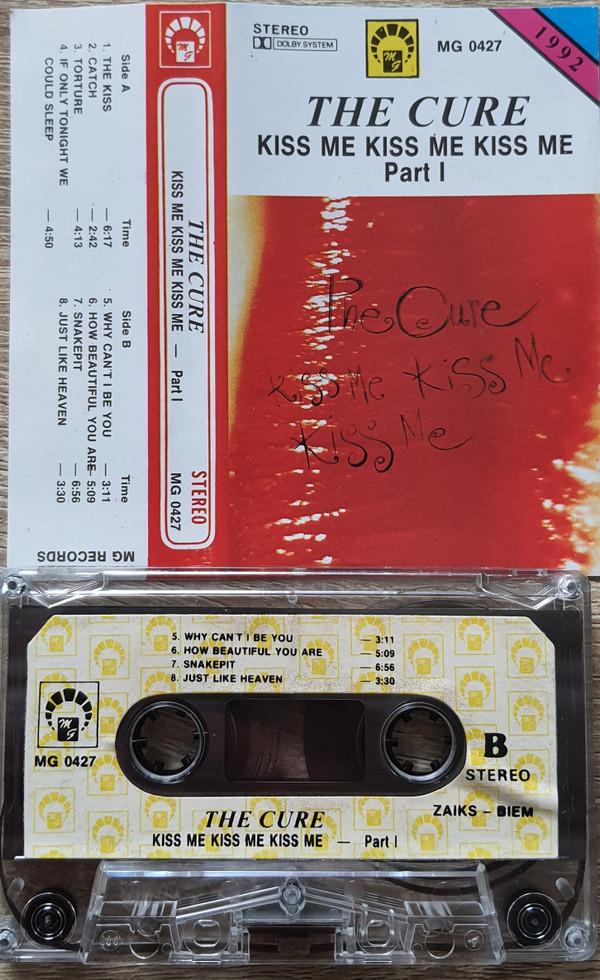 STEREO
DOLBY SYSTEM
MG
MG 0427
1992
THE CURE
KISS ME KISS ME KISS ME
Part I
The Cure
Kiss Me Kiss Me
Kiss Me
MG
THE CURE
KISS ME KISS ME KISS ME — Part I
STEREO
MG 0427
Side A Time
1. THE KISS — 6:17
2. CATCH — 2:42
3. TORTURE — 4:13
4. IF ONLY TONIGHT WE
COULD SLEEP — 4:50
Side B Time
5. WHY CAN'T I BE YOU — 3:11
6. HOW BEAUTIFUL YOU ARE — 5:09
7. SNAKEPIT — 6:56
8. JUST LIKE HEAVEN — 3:30
MG RECORDS
5. WHY CAN'T I BE YOU — 3:11
6. HOW BEAUTIFUL YOU ARE — 5:09
7. SNAKEPIT — 6:56
8. JUST LIKE HEAVEN — 3:30
MG
MG 0427
B
STEREO
ZAIKS – BIEM
THE CURE
KISS ME KISS ME KISS ME — Part I